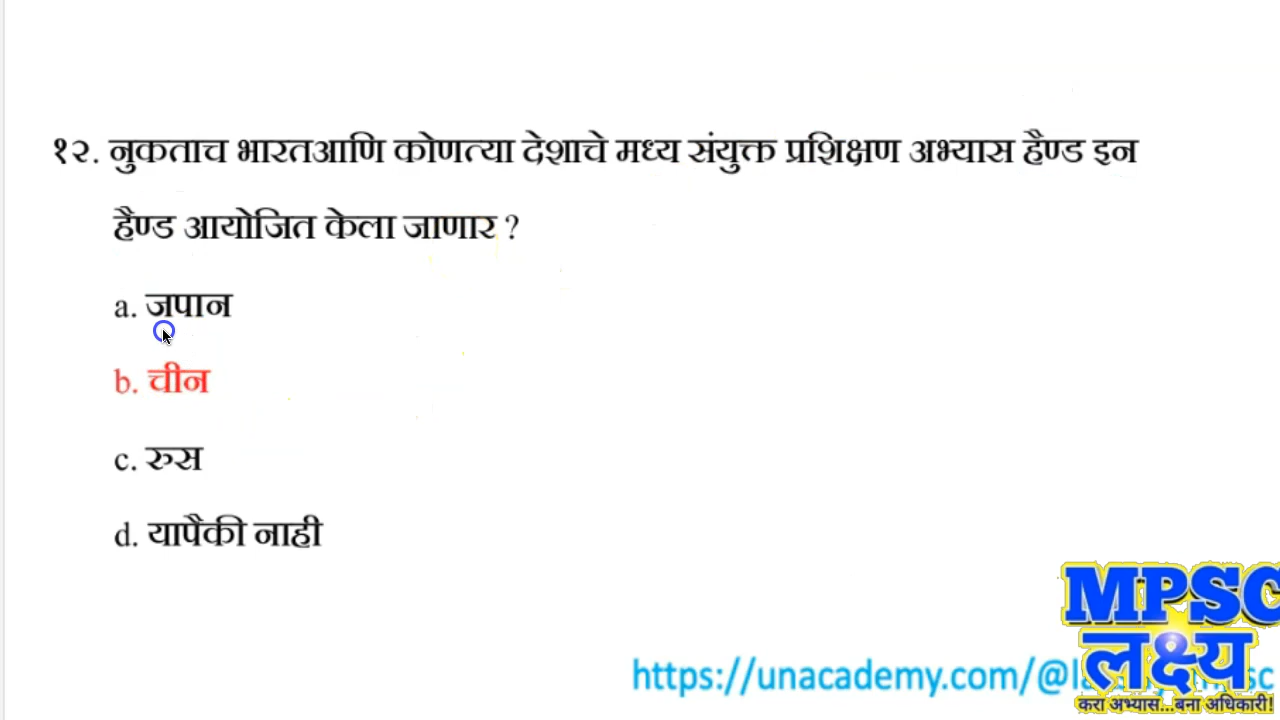 १२. नुकताच भारतआणि कोणत्या देशाचे मध्य संयुक्त प्रशिक्षण अभ्यास हैण्ड इन
हैण्ड आयोजित केला जाणार ?
a. जपान
b. चीन
c. रुस
d. यापैकी नाही
MPSC
लक्ष्य
https://unacademy.com/@la
करा अभ्यास...बना अधिकारी!